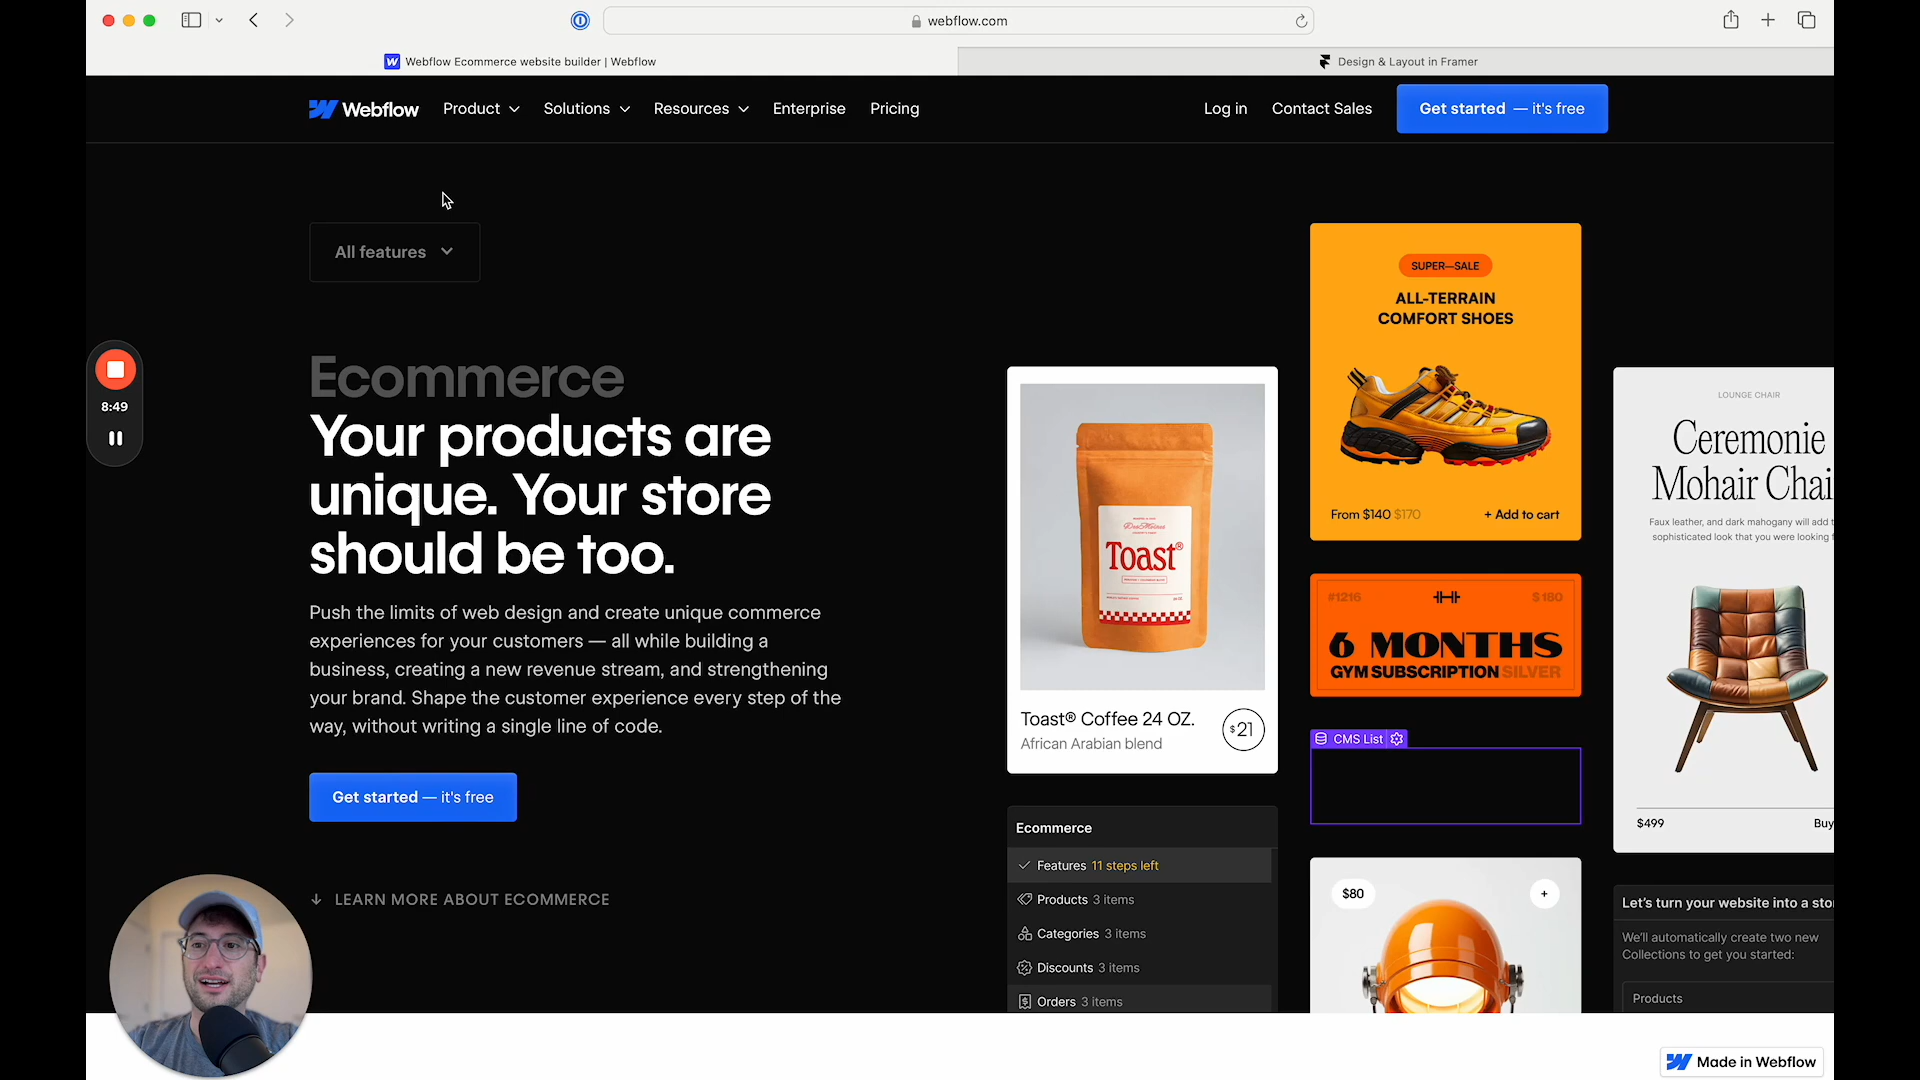 webflow.com
Webflow Ecommerce website builder | Webflow
Design & Layout in Framer
Webflow
Product
Solutions
Resources
Enterprise
Pricing
Log in
Contact Sales
Get started — it's free
All features
8:49
Ecommerce
Your products are
unique. Your store
should be too.
Push the limits of web design and create unique commerce
experiences for your customers — all while building a
business, creating a new revenue stream, and strengthening
your brand. Shape the customer experience every step of the
way, without writing a single line of code.
Get started — it's free
LEARN MORE ABOUT ECOMMERCE
Toast®
Toast® Coffee 24 OZ.
African Arabian blend
$21
Ecommerce
Features 11 steps left
Products 3 items
Categories 3 items
Discounts 3 items
Orders 3 items
SUPER—SALE
ALL-TERRAIN
COMFORT SHOES
From $140 $170
+ Add to cart
#1216
$180
6 MONTHS
GYM SUBSCRIPTION SILVER
CMS List
$80
+
LOUNGE CHAIR
Ceremonie
Mohair Chai
Faux leather, and dark mahogany will add t
sophisticated look that you were looking f
$499
Buy
Let's turn your website into a sto
We'll automatically create two new
Collections to get you started:
Products
Made in Webflow